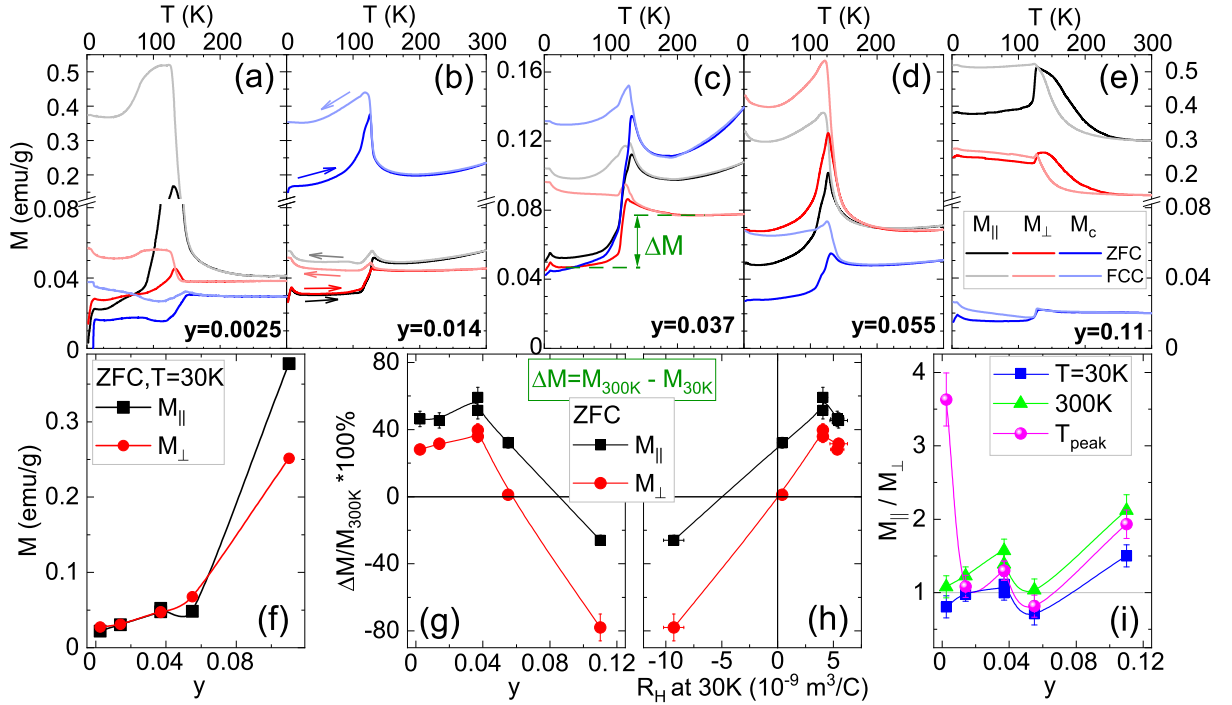 T (K) T (K) T (K) T (K) T (K)
0 100 200 0 100 200 300 0 100 200 0 100 200 0 100 200 300
(a) (b) (c) (d) (e)
0.5 0.4 0.3 0.2 0.08 0.04 0
M (emu/g)
0.16 0.12 0.08 0.04 0
0.5 0.4 0.3 0.2 0.08 0.04 0
ΔM
M|| M⊥ Mc
ZFC
FCC
y=0.0025 y=0.014 y=0.037 y=0.055 y=0.11
ZFC,T=30K
M||
M⊥
0.3
0.2
0.1
0
M (emu/g)
(f)
0 0.04 0.08
y
ΔM=M300K - M30K
ZFC
M||
M⊥
80
40
0
-40
-80
ΔM/M300K *100%
(g) (h)
0 0.04 0.08 0.12
y
-10 -5 0 5
RH at 30K (10-9 m3/C)
T=30K
300K
Tpeak
4
3
2
1
0
M|| / M⊥
(i)
0 0.04 0.08 0.12
y